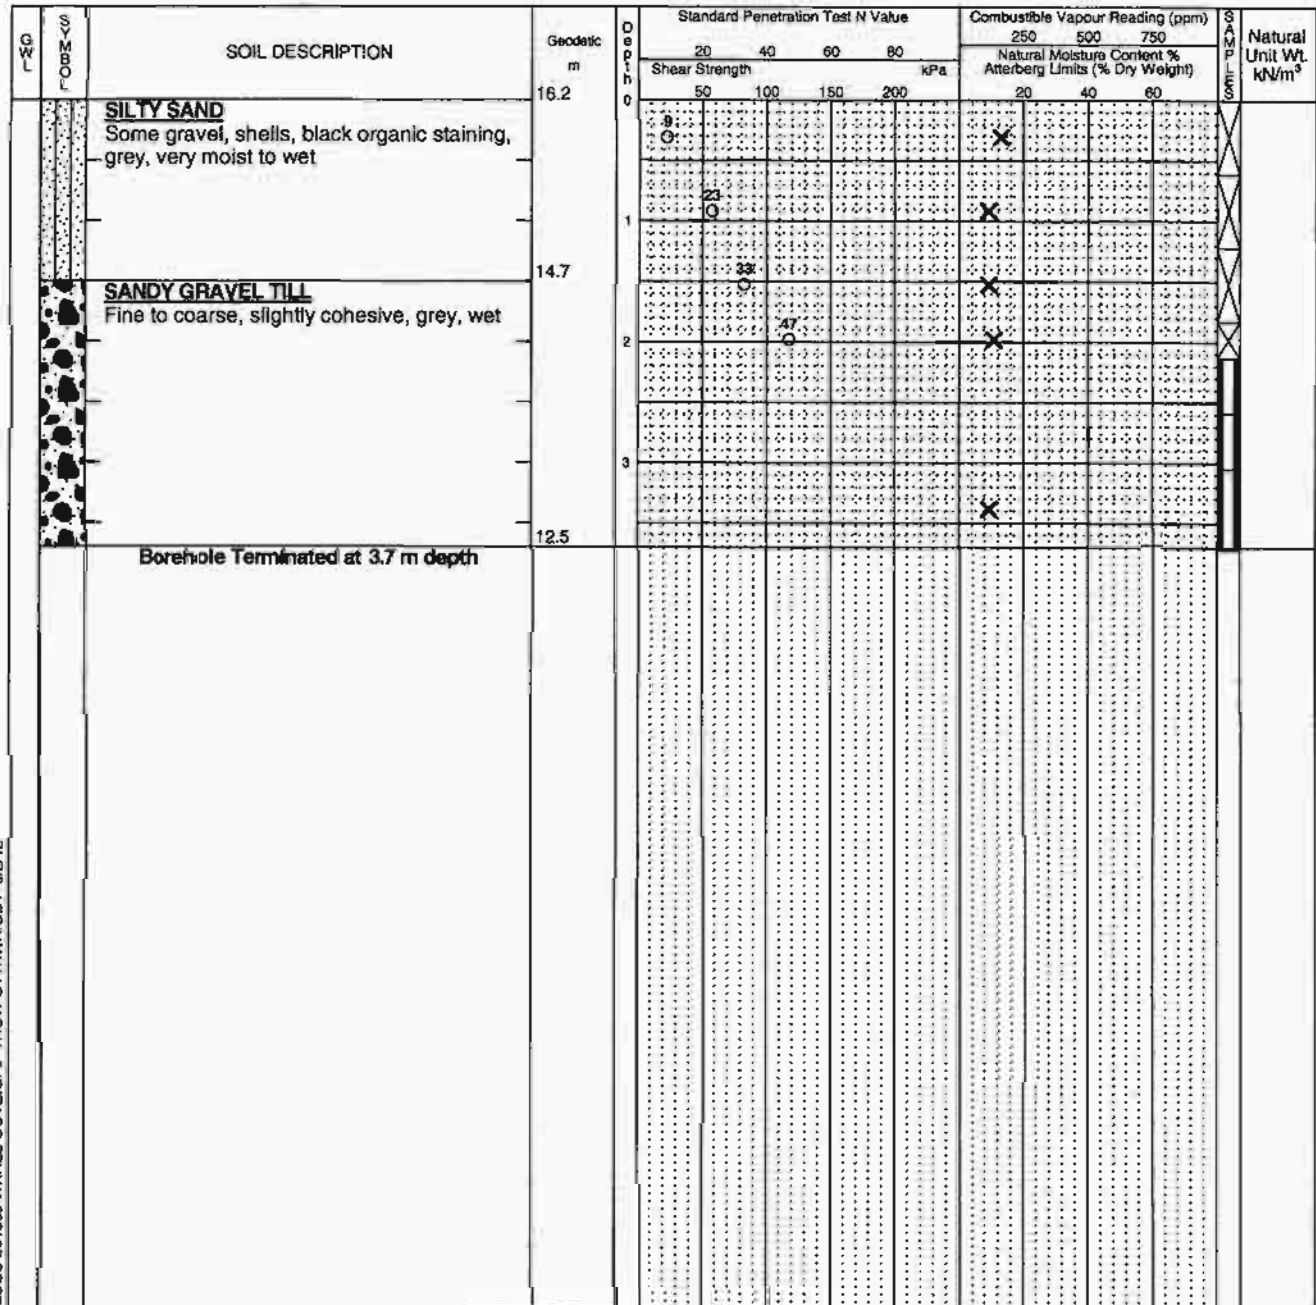 GWL
SYMBOL
SOIL DESCRIPTION
Geodetic
m
Depth
Standard Penetration Test N Value
20 40 60 80
Shear Strength kPa
50 100 150 200
Combustible Vapour Reading (ppm)
250 500 750
Natural Moisture Content %
Atterberg Limits (% Dry Weight)
20 40 60
SAMPLES
Natural
Unit Wt.
kN/m³
16.2
0
SILTY SAND
Some gravel, shells, black organic staining,
grey, very moist to wet
9
23
1
14.7
33
SANDY GRAVEL TILL
Fine to coarse, slightly cohesive, grey, wet
47
2
3
12.5
Borehole Terminated at 3.7 m depth